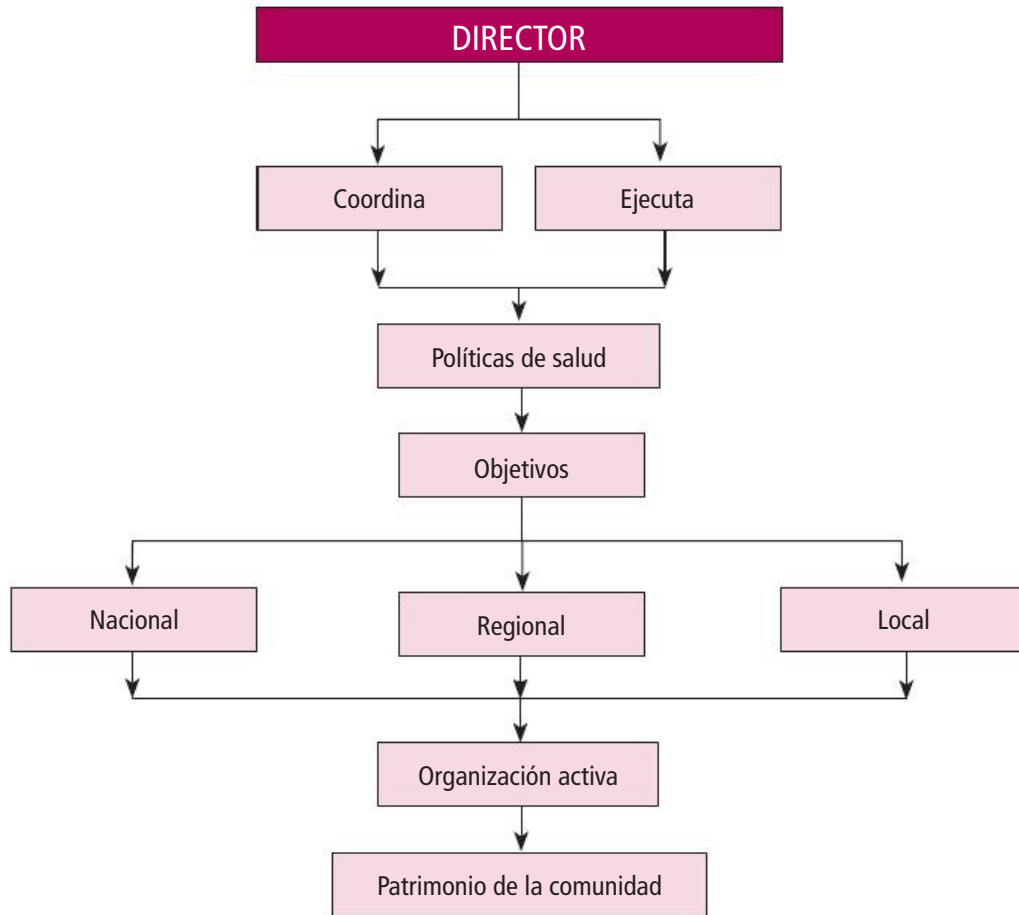 DIRECTOR
Coordina
Ejecuta
Políticas de salud
Objetivos
Nacional
Regional
Local
Organización activa
Patrimonio de la comunidad